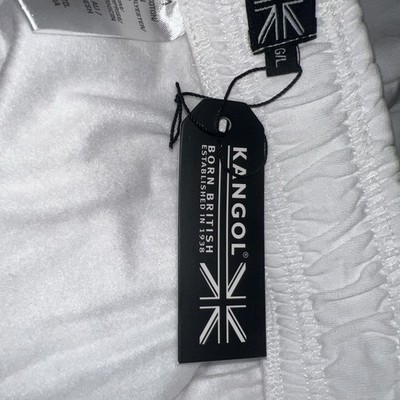 G/L
KANGOL®
BORN BRITISH
ESTABLISHED IN 1938